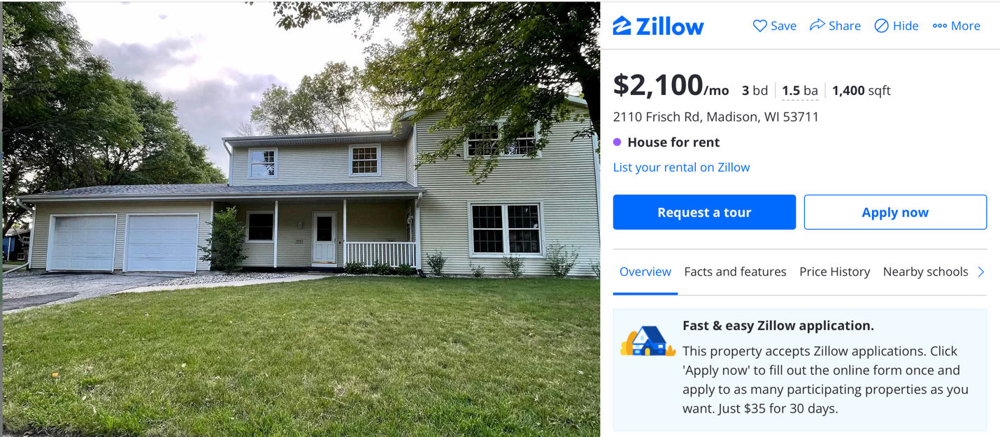 Zillow
Save Share Hide More
$2,100/mo 3 bd 1.5 ba 1,400 sqft
2110 Frisch Rd, Madison, WI 53711
House for rent
List your rental on Zillow
Request a tour Apply now
Overview Facts and features Price History Nearby schools
Fast & easy Zillow application.
This property accepts Zillow applications. Click
'Apply now' to fill out the online form once and
apply to as many participating properties as you
want. Just $35 for 30 days.